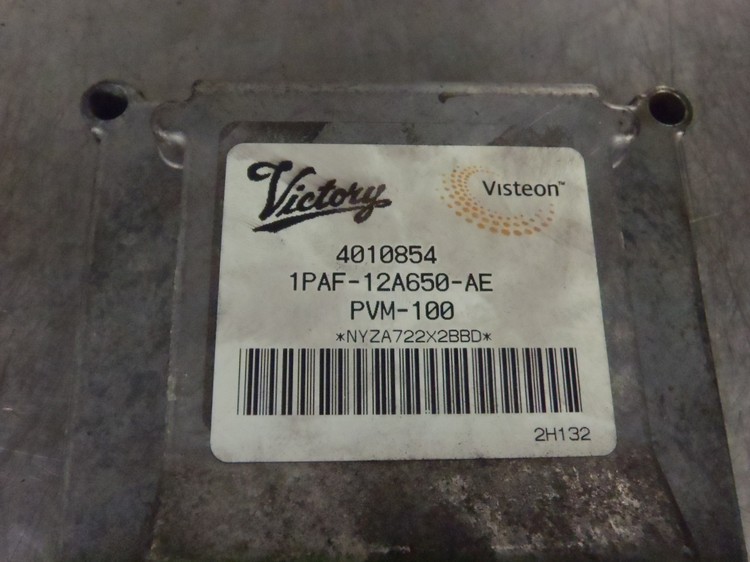 Victory
Visteon™
4010854
1PAF-12A650-AE
PVM-100
*NYZA722X2BBD*
2H132